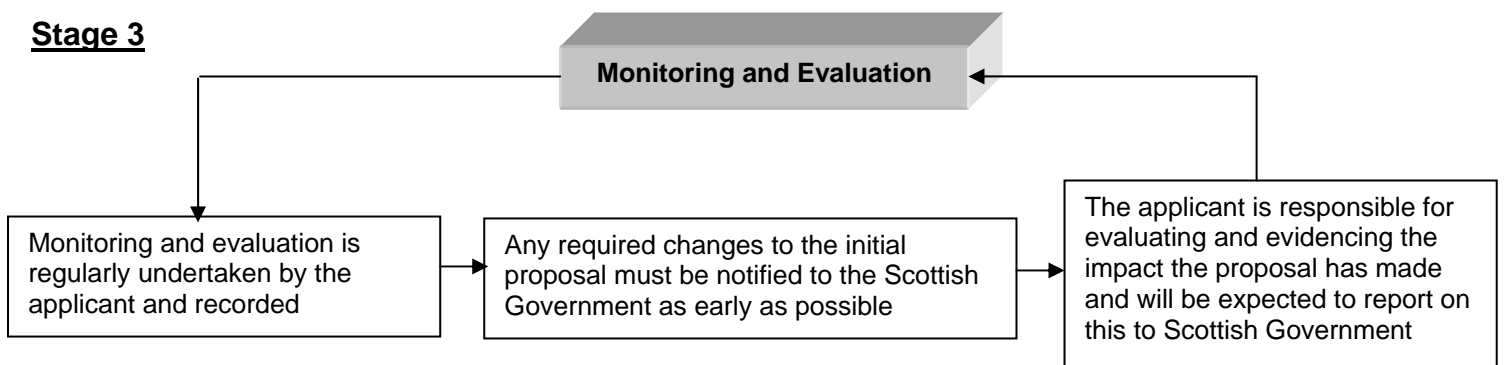 Stage 3
Monitoring and Evaluation
Monitoring and evaluation is
regularly undertaken by the
applicant and recorded
Any required changes to the initial
proposal must be notified to the Scottish
Government as early as possible
The applicant is responsible for
evaluating and evidencing the
impact the proposal has made
and will be expected to report on
this to Scottish Government